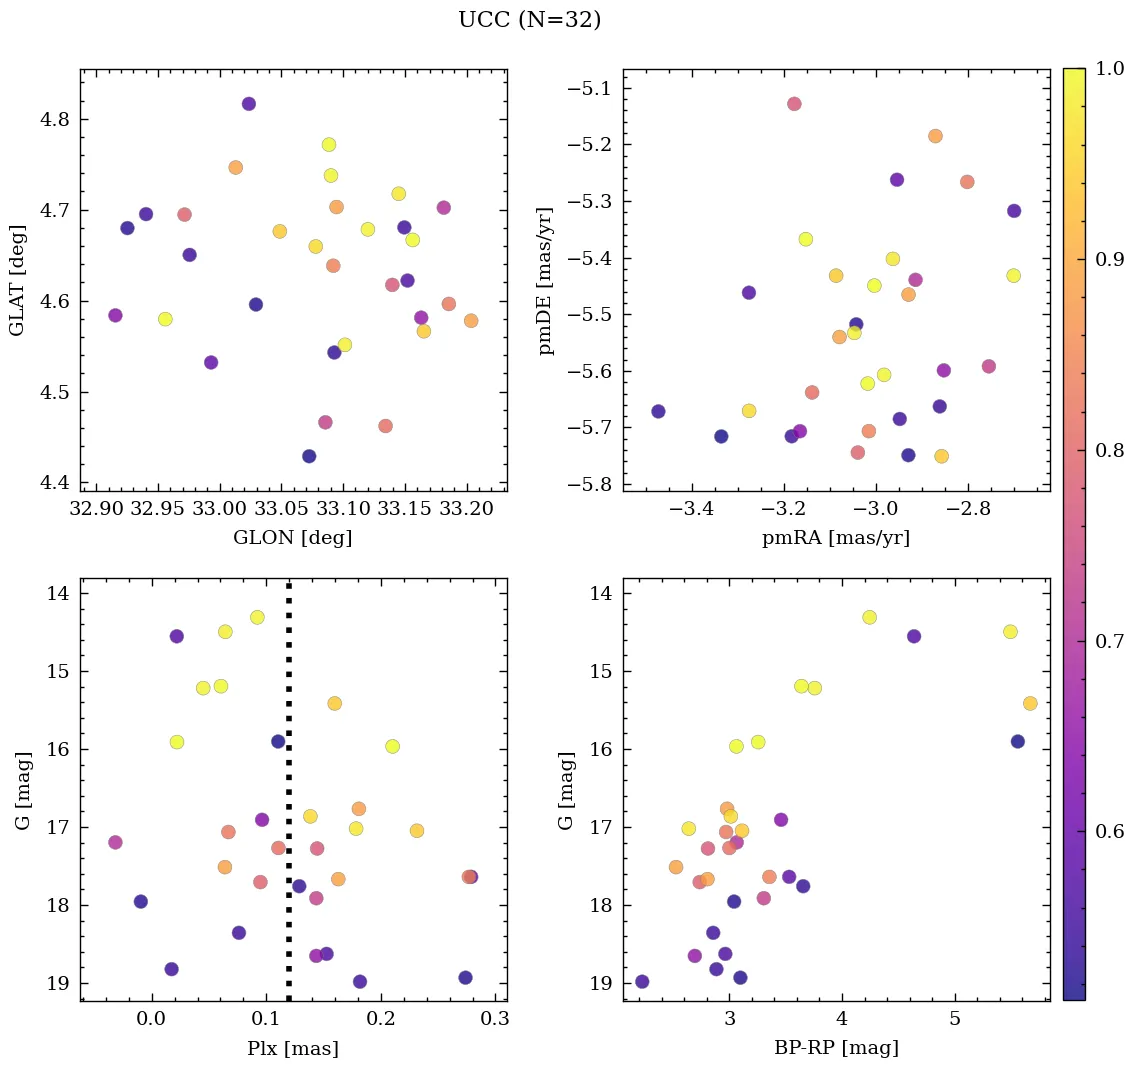 UCC (N=32)
4.8
4.7
4.6
4.5
4.4
GLAT [deg]
32.90 32.95 33.00 33.05 33.10 33.15 33.20
GLON [deg]
−5.1
−5.2
−5.3
−5.4
−5.5
−5.6
−5.7
−5.8
pmDE [mas/yr]
−3.4 −3.2 −3.0 −2.8
pmRA [mas/yr]
1.0
0.9
0.8
0.7
0.6
14
15
16
17
18
19
G [mag]
0.0 0.1 0.2 0.3
Plx [mas]
14
15
16
17
18
19
G [mag]
3 4 5
BP-RP [mag]